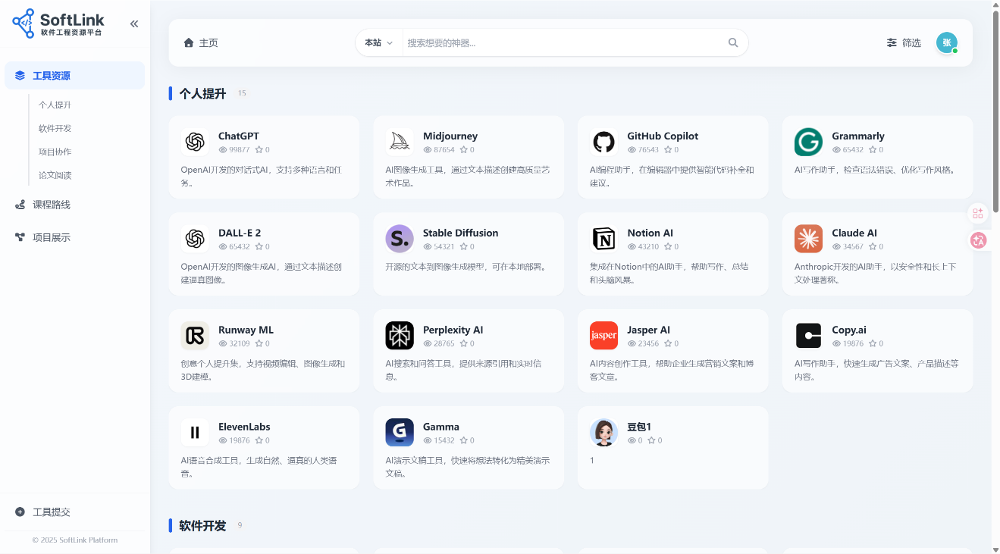 SoftLink
软件工程资源平台
工具资源
个人提升
软件开发
项目协作
论文阅读
课程路线
项目展示
工具提交
© 2025 SoftLink Platform
主页
本站
搜索想要的神器...
筛选
张
个人提升 15
ChatGPT
99877 0
OpenAI开发的对话式AI，支持多种语言和任
务。
Midjourney
87654 0
AI图像生成工具，通过文本描述创建高质量艺
术作品。
GitHub Copilot
76543 0
AI编程助手，在编辑器中提供智能代码补全和
建议。
Grammarly
65432 0
AI写作助手，检查语法错误、优化写作风格。
DALL-E 2
65432 0
OpenAI开发的图像生成AI，通过文本描述创
建逼真图像。
S.
Stable Diffusion
54321 0
开源的文本到图像生成模型，可在本地部署。
Notion AI
43210 0
集成在Notion中的AI助手，帮助写作、总结
和头脑风暴。
Claude AI
34567 0
Anthropic开发的AI助手，以安全性和长上下
文处理著称。
Runway ML
32109 0
创意个人提升集，支持视频编辑、图像生成和
3D建模。
Perplexity AI
28765 0
AI搜索和问答工具，提供来源引用和实时信
息。
jasper
Jasper AI
23456 0
AI内容创作工具，帮助企业生成营销文案和博
客文章。
Copy.ai
19876 0
AI写作助手，快速生成广告文案、产品描述等
内容。
ElevenLabs
19876 0
AI语音合成工具，生成自然、逼真的人类语
音。
Gamma
15432 0
AI演示文稿工具，快速将想法转化为精美演示
文稿。
豆包1
0 0
1
软件开发 9